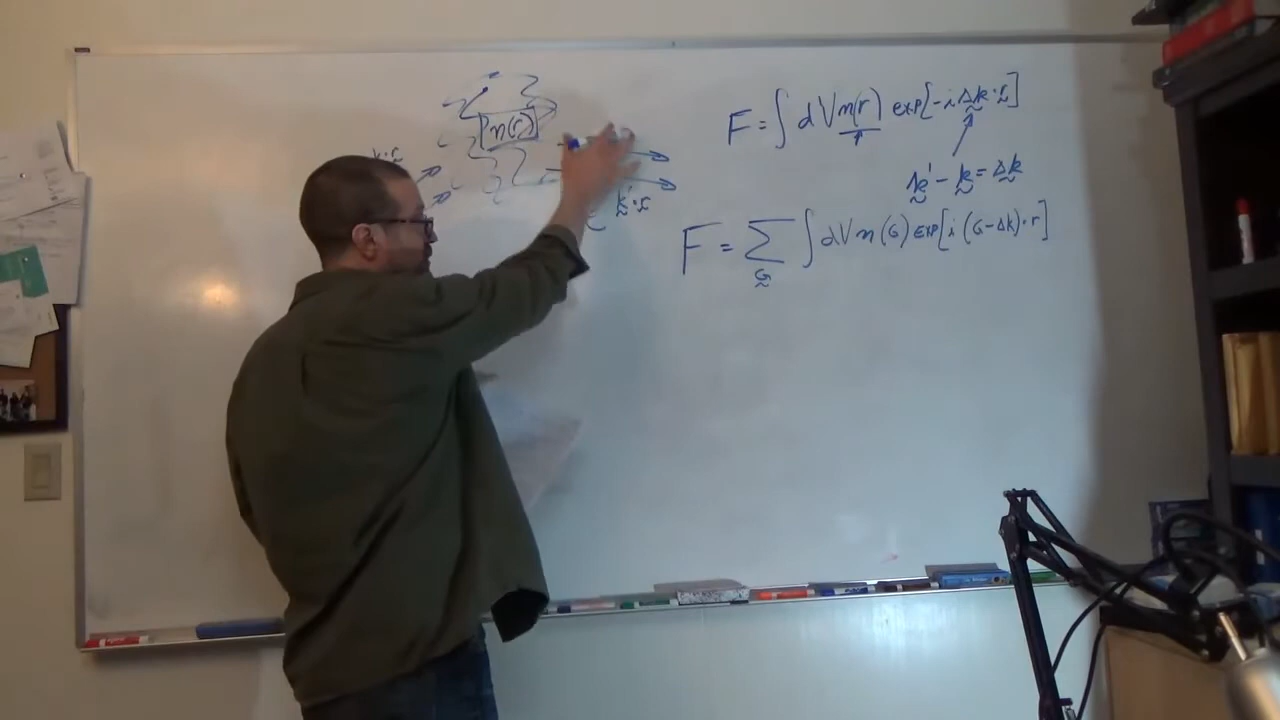 n(r)
k·r
k'·r
F = ∫ dV n(r) exp[-i Δk·r]
k' - k = Δk
F = Σ ∫ dV n(G) exp[i (G-Δk)·r]
G